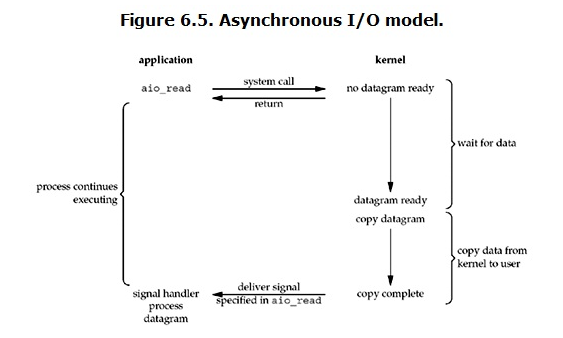 Figure 6.5. Asynchronous I/O model.
application
kernel
aio_read
system call
return
no datagram ready
wait for data
process continues
executing
datagram ready
copy datagram
copy data from
kernel to user
deliver signal
specified in aio_read
copy complete
signal handler
process
datagram